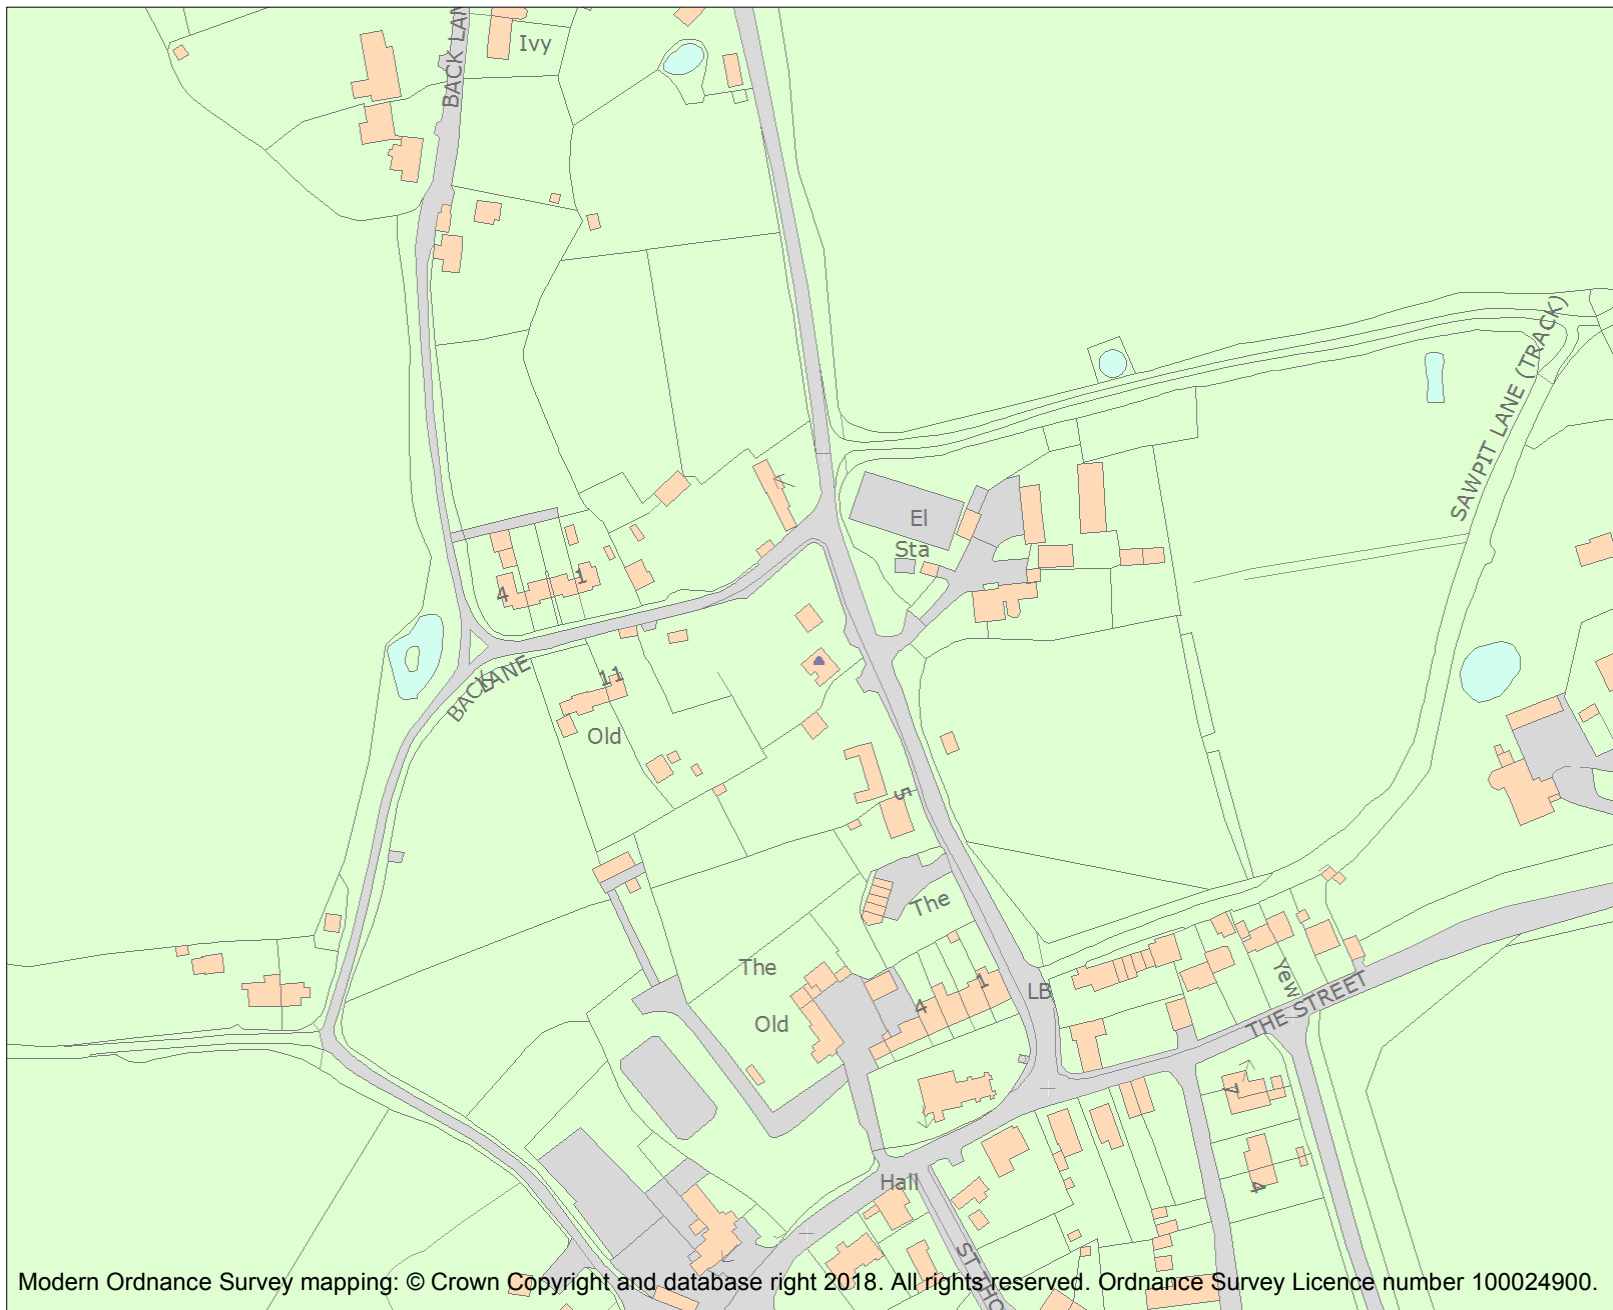 BACK LAN
Ivy
SAWPIT LANE (TRACK)
El
Sta
1
4
11
BACK LANE
Old
5
The
The
Old
4
1
LB
Yew
THE STREET
7
4
Hall
ST THO
Modern Ordnance Survey mapping: © Crown Copyright and database right 2018. All rights reserved. Ordnance Survey Licence number 100024900.